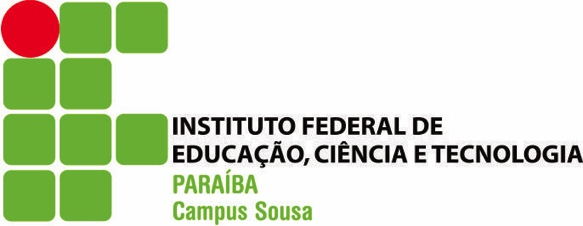 INSTITUTO FEDERAL DE
EDUCAÇÃO, CIÊNCIA E TECNOLOGIA
PARAÍBA
Campus Sousa